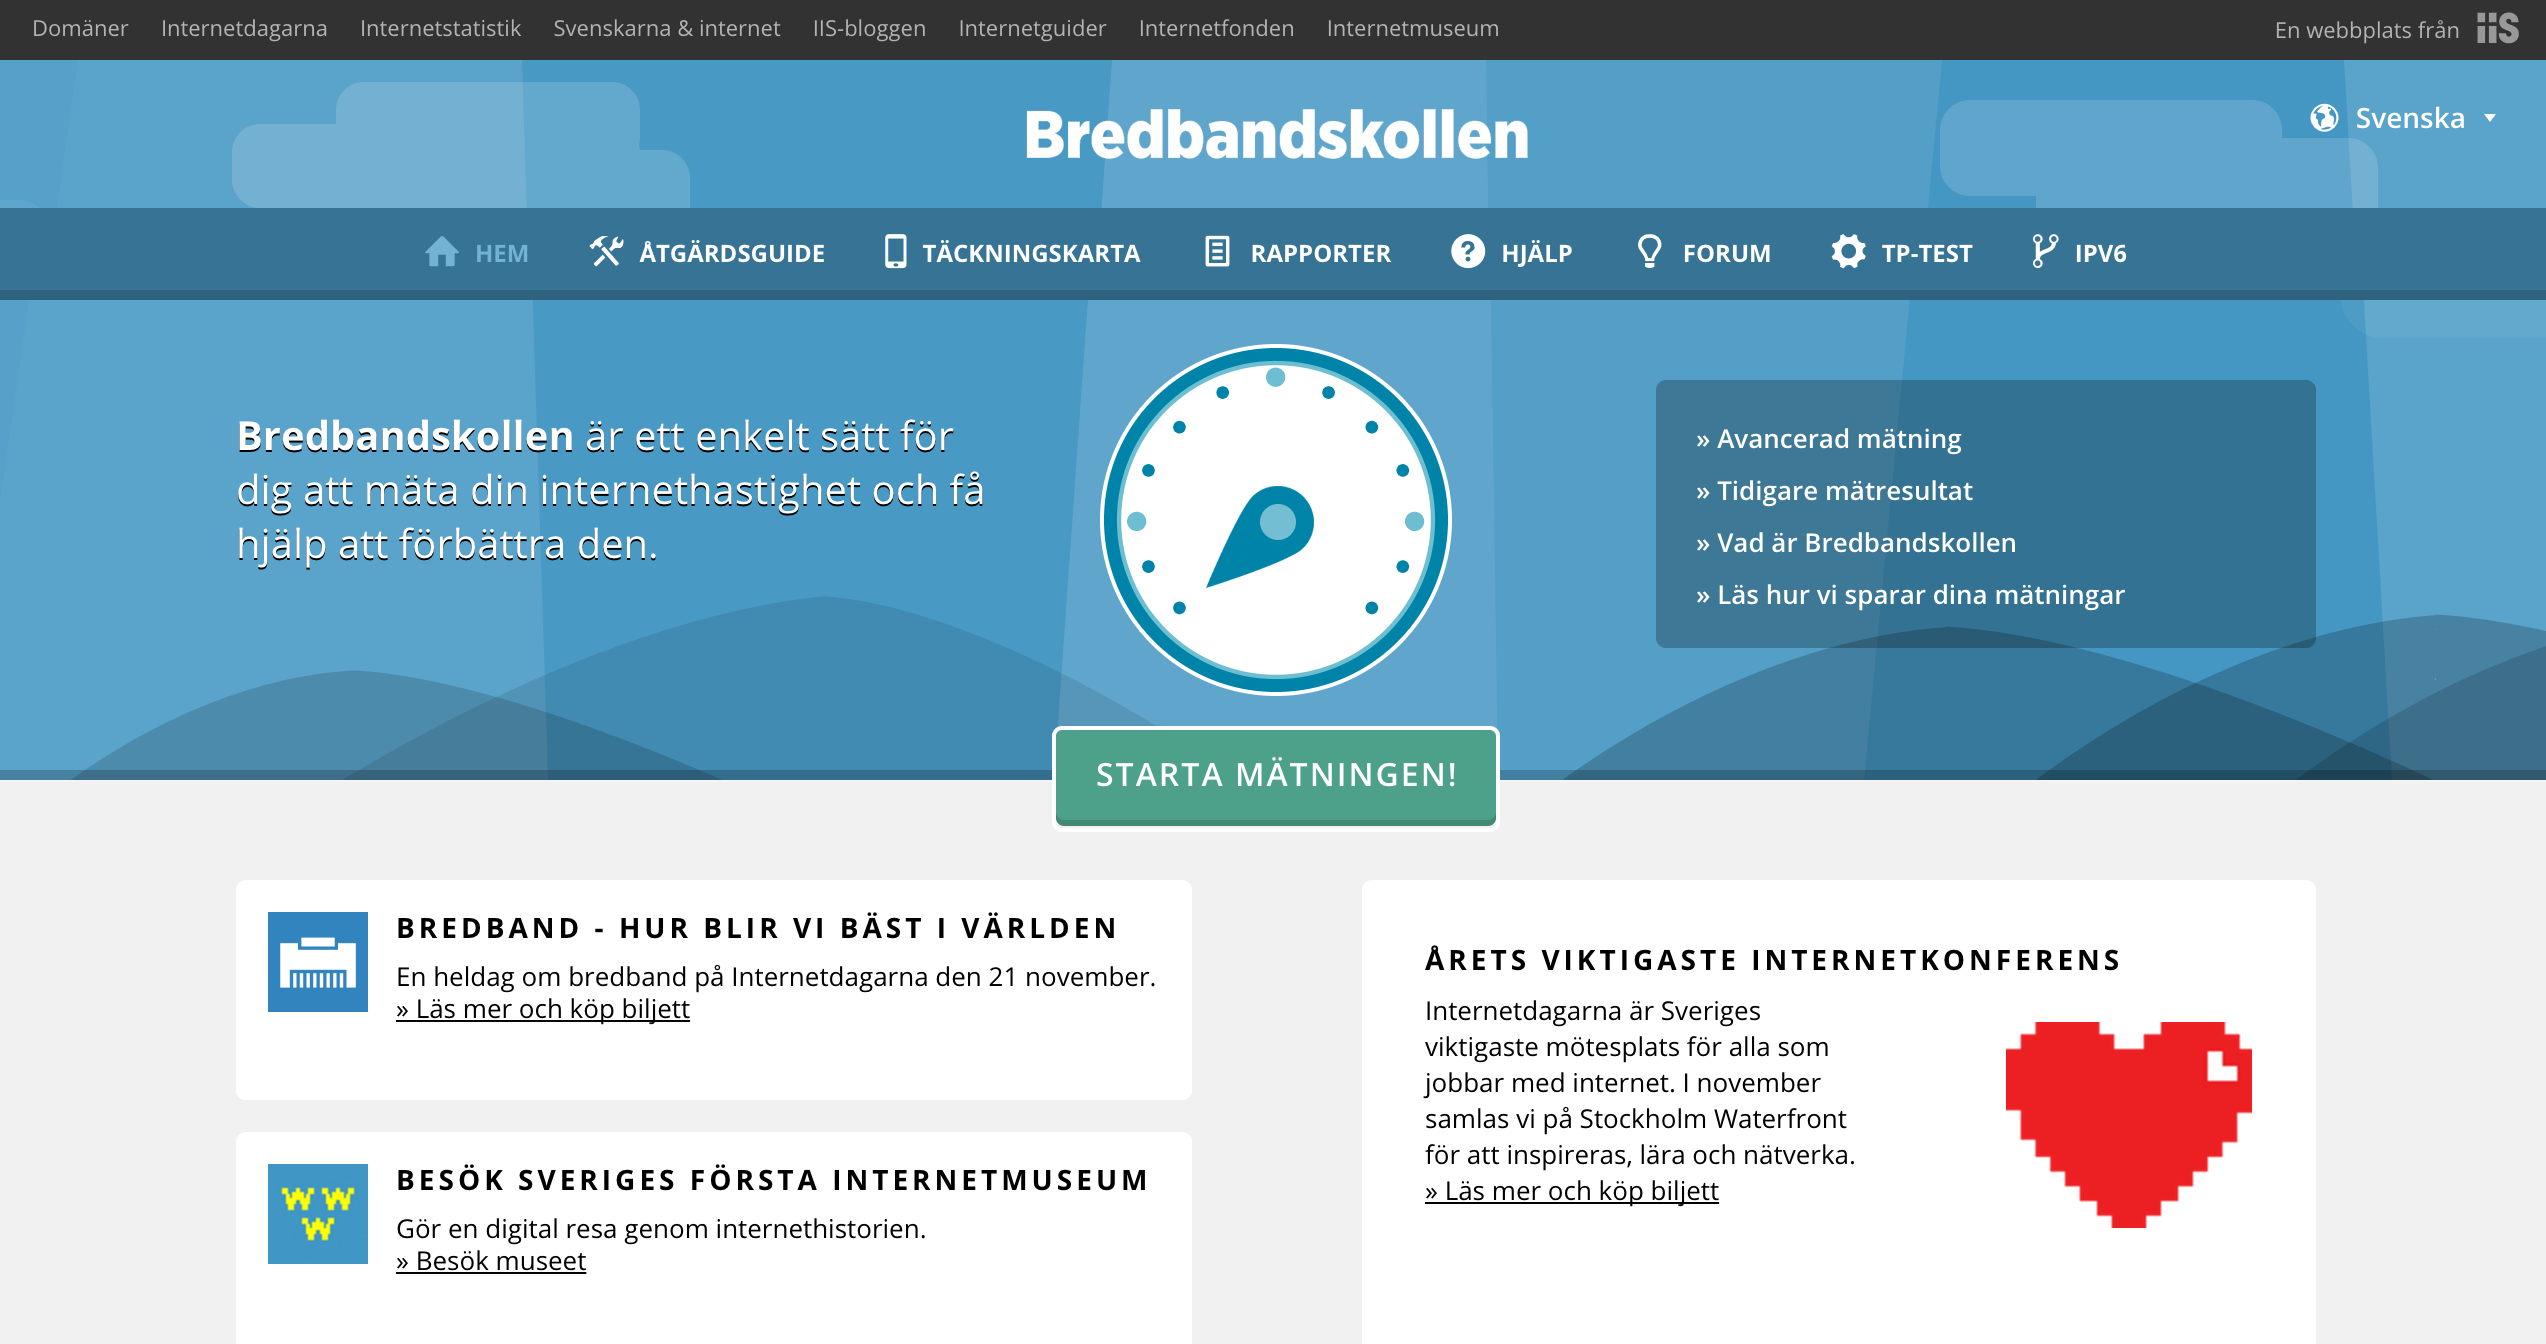 Domäner Internetdagarna Internetstatistik Svenskarna & internet IIS-bloggen Internetguider Internetfonden Internetmuseum En webbplats från iis
Bredbandskollen
Svenska
HEM ÅTGÄRDSGUIDE TÄCKNINGSKARTA RAPPORTER HJÄLP FORUM TP-TEST IPV6
Bredbandskollen är ett enkelt sätt för
dig att mäta din internethastighet och få
hjälp att förbättra den.
» Avancerad mätning
» Tidigare mätresultat
» Vad är Bredbandskollen
» Läs hur vi sparar dina mätningar
STARTA MÄTNINGEN!
BREDBAND - HUR BLIR VI BÄST I VÄRLDEN
En heldag om bredband på Internetdagarna den 21 november.
» Läs mer och köp biljett
BESÖK SVERIGES FÖRSTA INTERNETMUSEUM
Gör en digital resa genom internethistorien.
» Besök museet
W W
W
ÅRETS VIKTIGASTE INTERNETKONFERENS
Internetdagarna är Sveriges
viktigaste mötesplats för alla som
jobbar med internet. I november
samlas vi på Stockholm Waterfront
för att inspireras, lära och nätverka.
» Läs mer och köp biljett